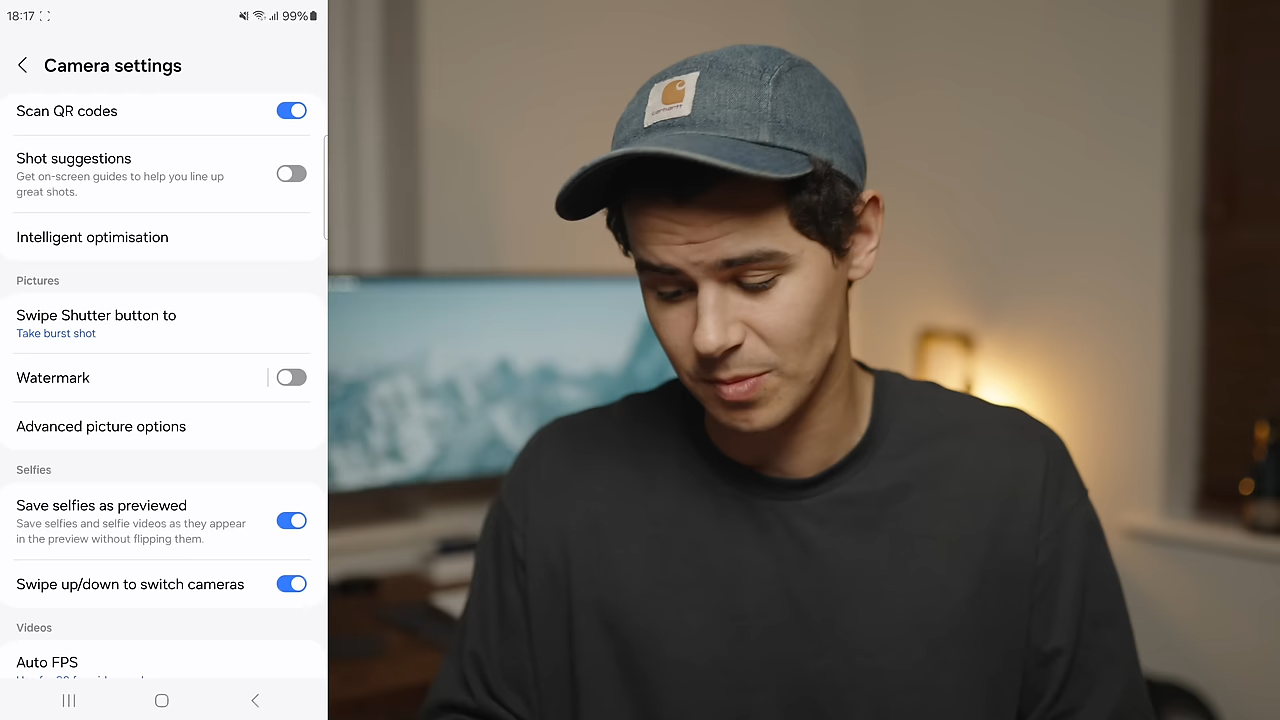 18:17
99%
Camera settings
Scan QR codes
Shot suggestions
Get on-screen guides to help you line up
great shots.
Intelligent optimisation
Pictures
Swipe Shutter button to
Take burst shot
Watermark
Advanced picture options
Selfies
Save selfies as previewed
Save selfies and selfie videos as they appear
in the preview without flipping them.
Swipe up/down to switch cameras
Videos
Auto FPS
carhartt